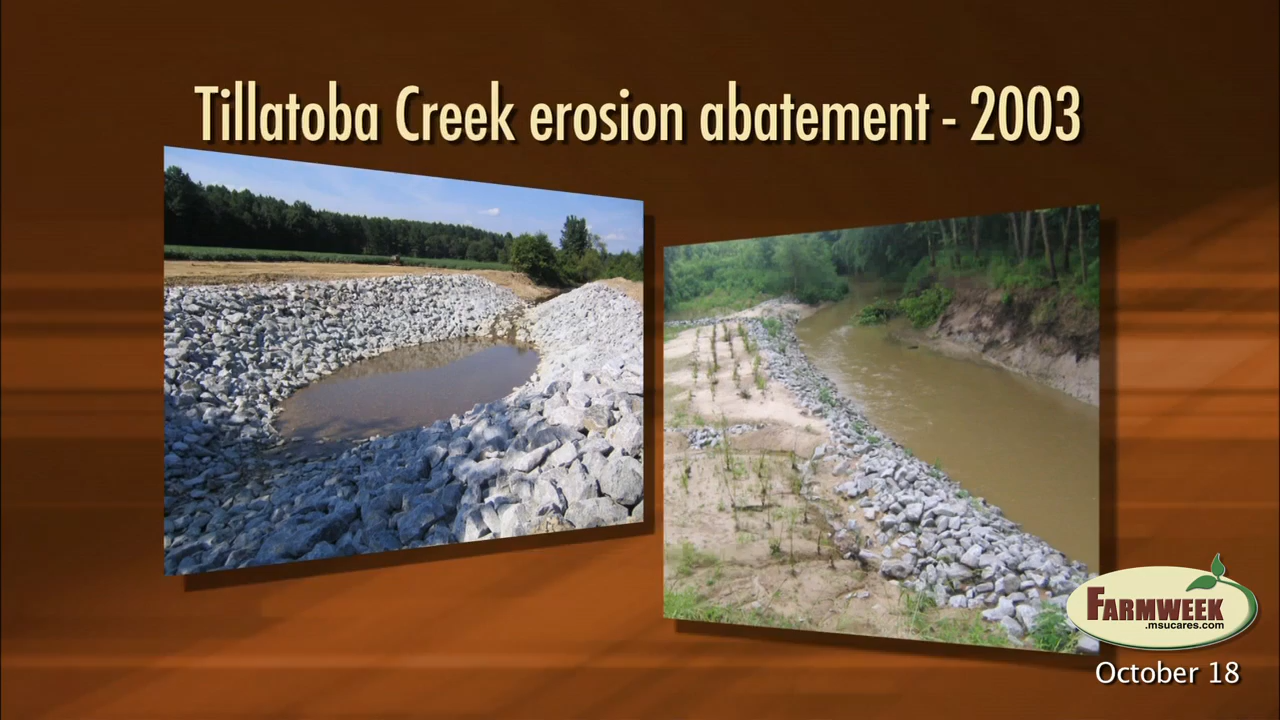 Tillatoba Creek erosion abatement - 2003
FARMWEEK
.msucares.com
October 18